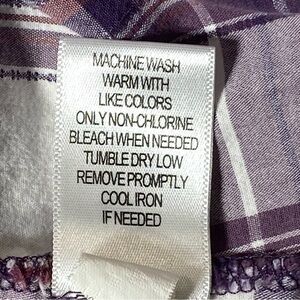 MACHINE WASH
WARM WITH
LIKE COLORS
ONLY NON-CHLORINE
BLEACH WHEN NEEDED
TUMBLE DRY LOW
REMOVE PROMPTLY
COOL IRON
IF NEEDED